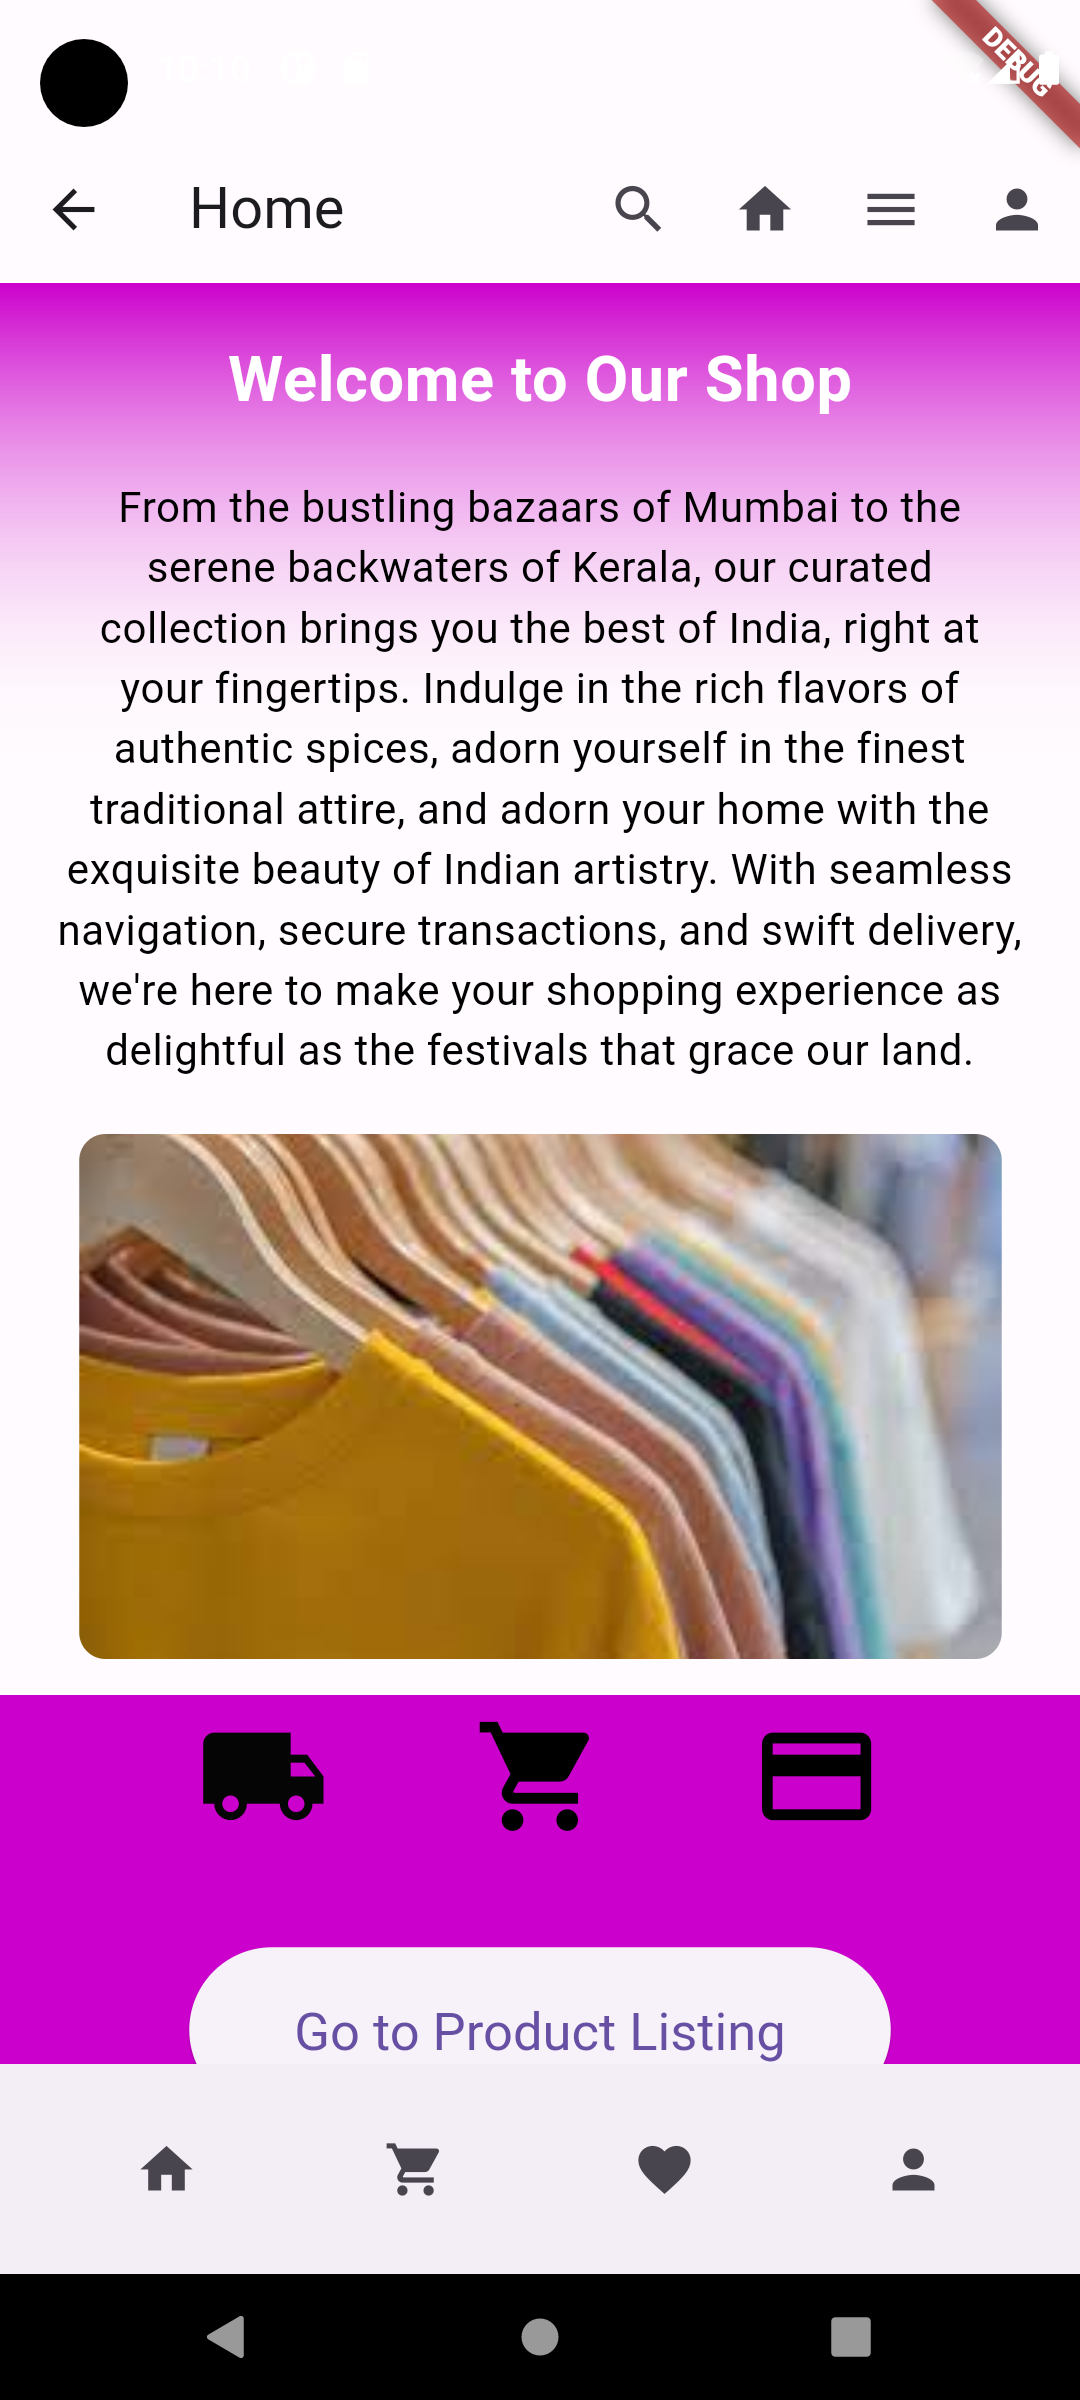 DEBUG
Home
Welcome to Our Shop
From the bustling bazaars of Mumbai to the
serene backwaters of Kerala, our curated
collection brings you the best of India, right at
your fingertips. Indulge in the rich flavors of
authentic spices, adorn yourself in the finest
traditional attire, and adorn your home with the
exquisite beauty of Indian artistry. With seamless
navigation, secure transactions, and swift delivery,
we're here to make your shopping experience as
delightful as the festivals that grace our land.
Go to Product Listing